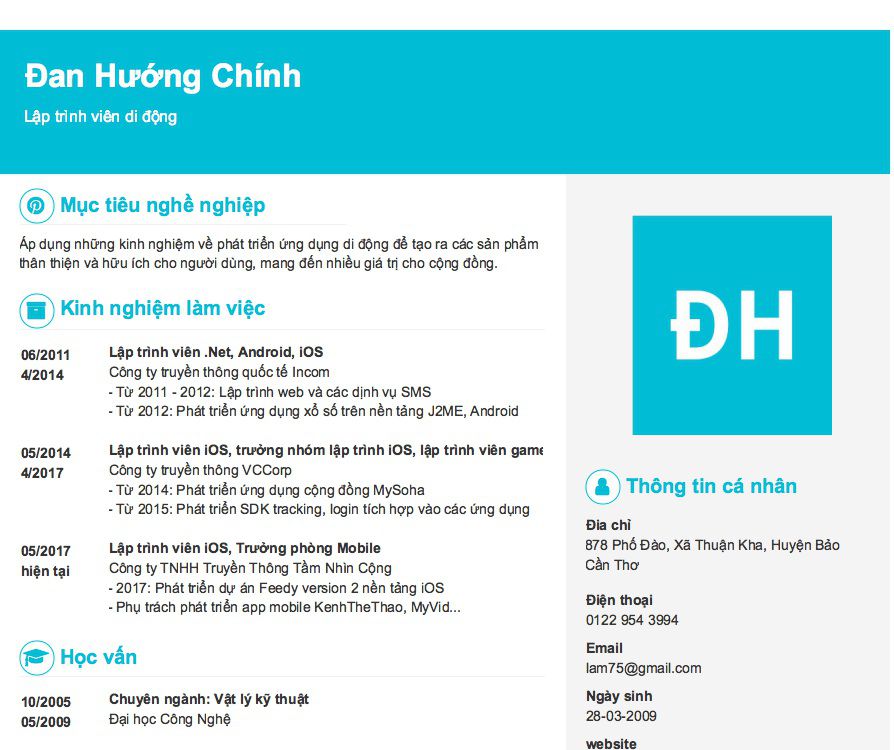 Đan Hướng Chính
Lập trình viên di động
Mục tiêu nghề nghiệp
Áp dụng những kinh nghiệm về phát triển ứng dụng di động để tạo ra các sản phẩm
thân thiện và hữu ích cho người dùng, mang đến nhiều giá trị cho cộng đồng.
Kinh nghiệm làm việc
06/2011
4/2014
Lập trình viên .Net, Android, iOS
Công ty truyền thông quốc tế Incom
- Từ 2011 - 2012: Lập trình web và các dịnh vụ SMS
- Từ 2012: Phát triển ứng dụng xổ số trên nền tảng J2ME, Android
05/2014
4/2017
Lập trình viên iOS, trưởng nhóm lập trình iOS, lập trình viên game
Công ty truyền thông VCCorp
- Từ 2014: Phát triển ứng dụng cộng đồng MySoha
- Từ 2015: Phát triển SDK tracking, login tích hợp vào các ứng dụng
05/2017
hiện tại
Lập trình viên iOS, Trưởng phòng Mobile
Công ty TNHH Truyền Thông Tầm Nhìn Cộng
- 2017: Phát triển dự án Feedy version 2 nền tảng iOS
- Phụ trách phát triển app mobile KenhTheThao, MyVid...
Học vấn
10/2005
05/2009
Chuyên ngành: Vật lý kỹ thuật
Đại học Công Nghệ
ĐH
Thông tin cá nhân
Đia chỉ
878 Phố Đào, Xã Thuận Kha, Huyện Bảo
Cần Thơ
Điện thoại
0122 954 3994
Email
lam75@gmail.com
Ngày sinh
28-03-2009
website